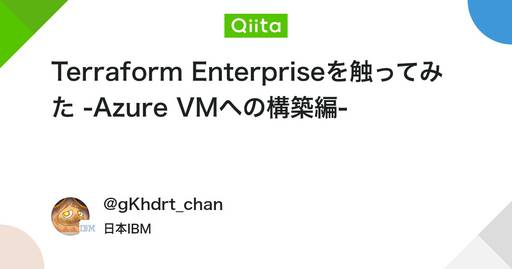 Qiita
Terraform Enterpriseを触ってみ
た -Azure VMへの構築編-
@gKhdrt_chan
IBM
日本IBM